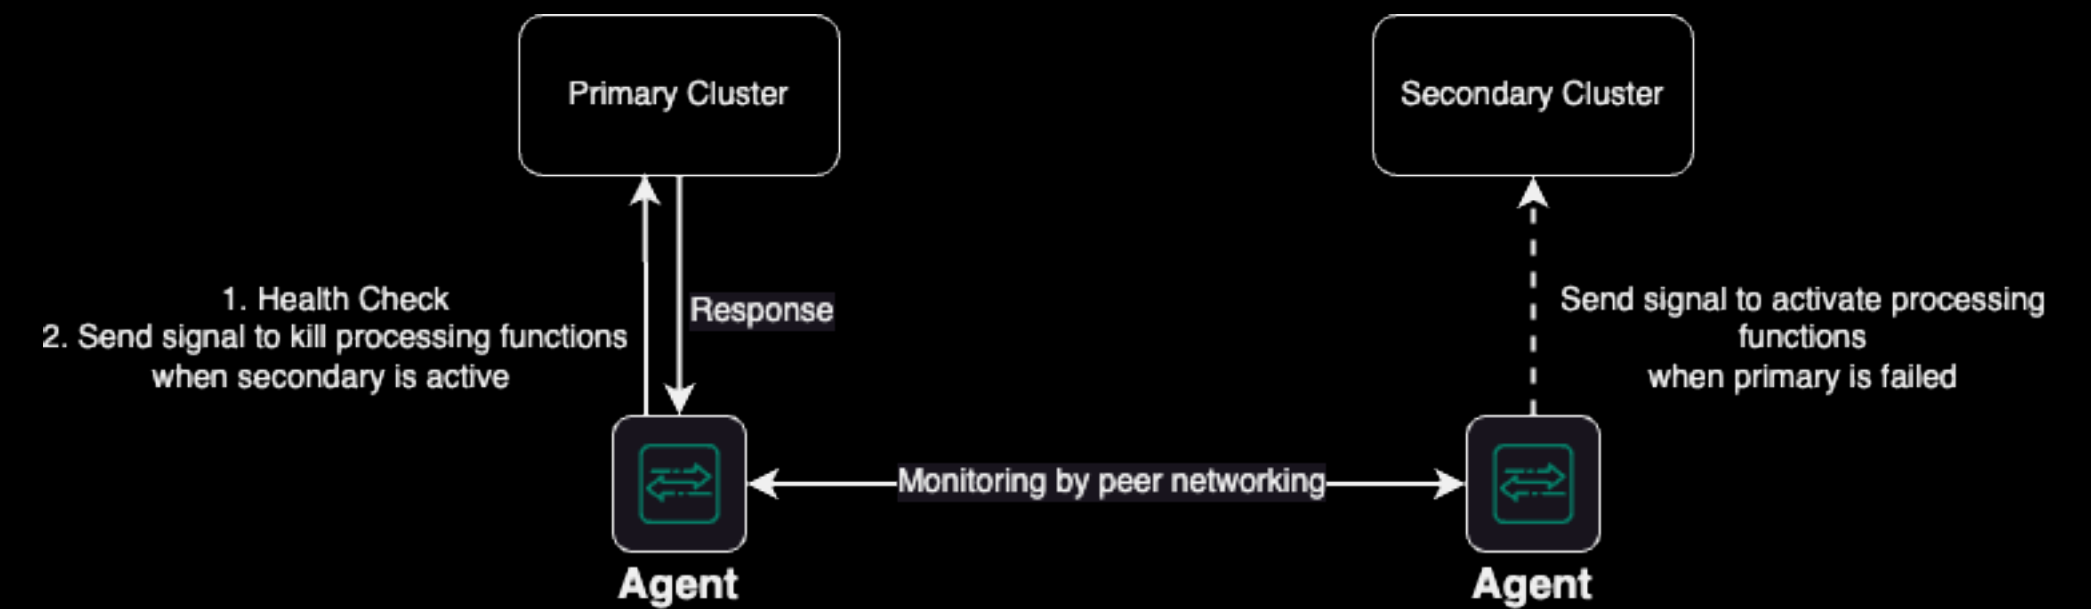 Primary Cluster
Secondary Cluster
1. Health Check
2. Send signal to kill processing functions
when secondary is active
Response
Send signal to activate processing
functions
when primary is failed
Monitoring by peer networking
Agent
Agent